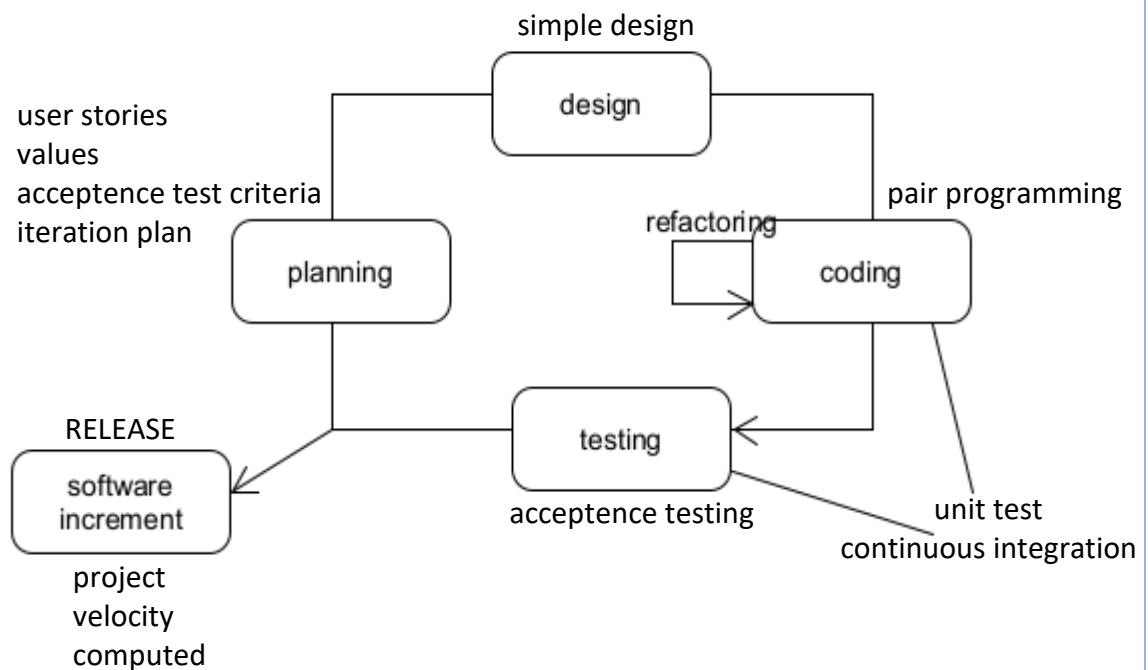 simple design
design
user stories
values
acceptence test criteria
iteration plan
pair programming
refactoring
planning
coding
RELEASE
testing
software
increment
acceptence testing
unit test
continuous integration
project
velocity
computed